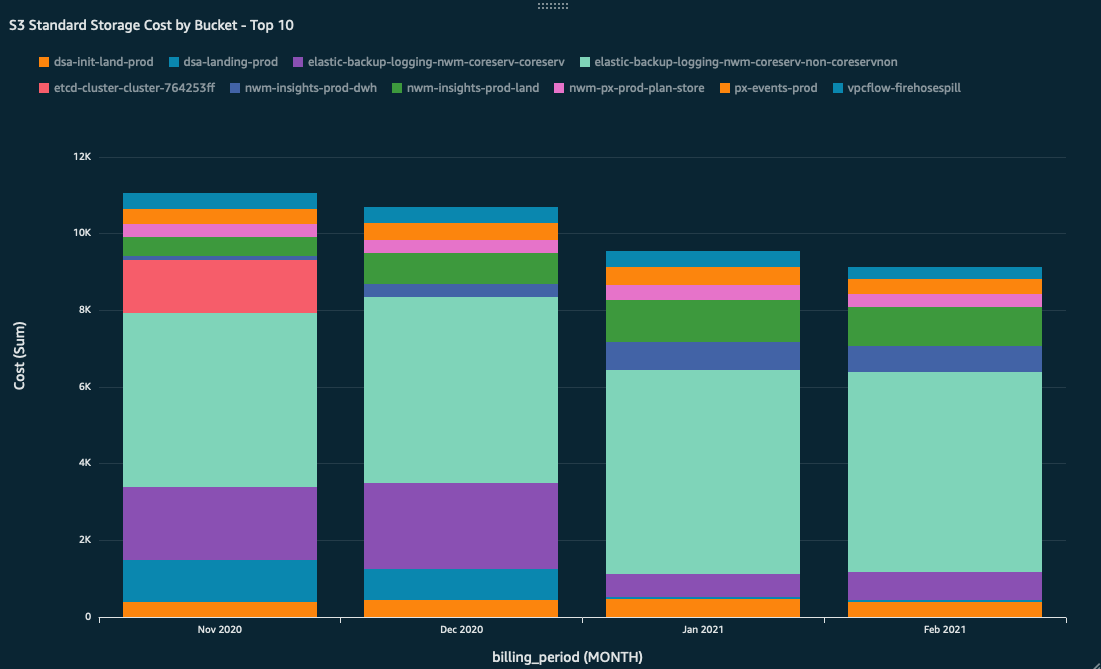 S3 Standard Storage Cost by Bucket - Top 10
dsa-init-land-prod dsa-landing-prod elastic-backup-logging-nwm-coreserv-coreserv elastic-backup-logging-nwm-coreserv-non-coreservnon
etcd-cluster-cluster-764253ff nwm-insights-prod-dwh nwm-insights-prod-land nwm-px-prod-plan-store px-events-prod vpcflow-firehosespill
12K
10K
8K
6K
4K
2K
0
Cost (Sum)
Nov 2020 Dec 2020 Jan 2021 Feb 2021
billing_period (MONTH)